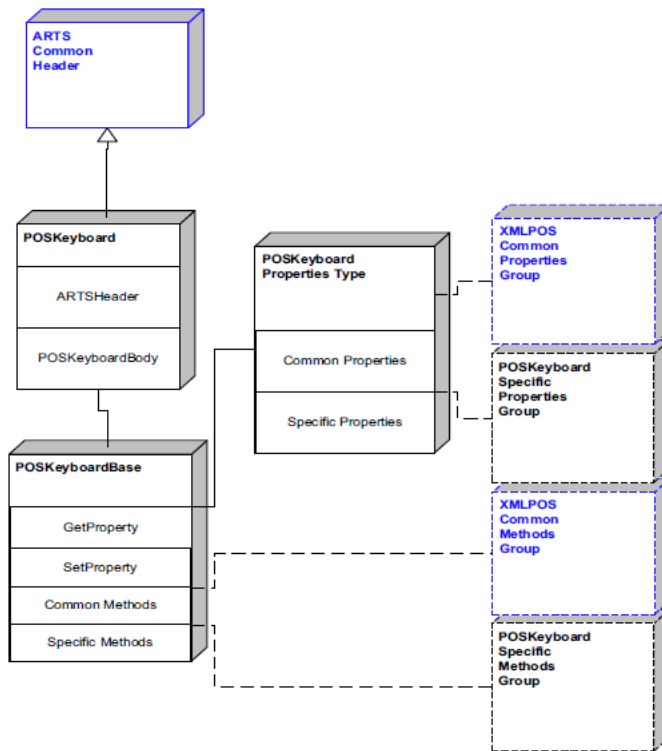 ARTS
Common
Header
POSKeyboard
ARTSHeader
POSKeyboardBody
POSKeyboardBase
GetProperty
SetProperty
Common Methods
Specific Methods
POSKeyboard
Properties Type
Common Properties
Specific Properties
XMLPOS
Common
Properties
Group
POSKeyboard
Specific
Properties
Group
XMLPOS
Common
Methods
Group
POSKeyboard
Specific
Methods
Group